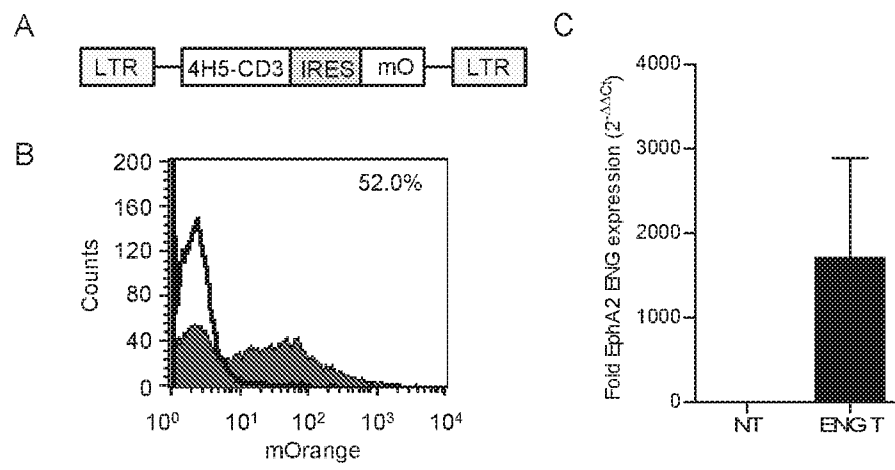 A
LTR 4H5-CD3 IRES mO LTR
B
Counts
200
160
120
80
40
0
52.0%
10⁰ 10¹ 10² 10³ 10⁴
mOrange
C
Fold EphA2 ENG expression (2^-ΔΔCt)
4000
3000
2000
1000
0
NT ENG T